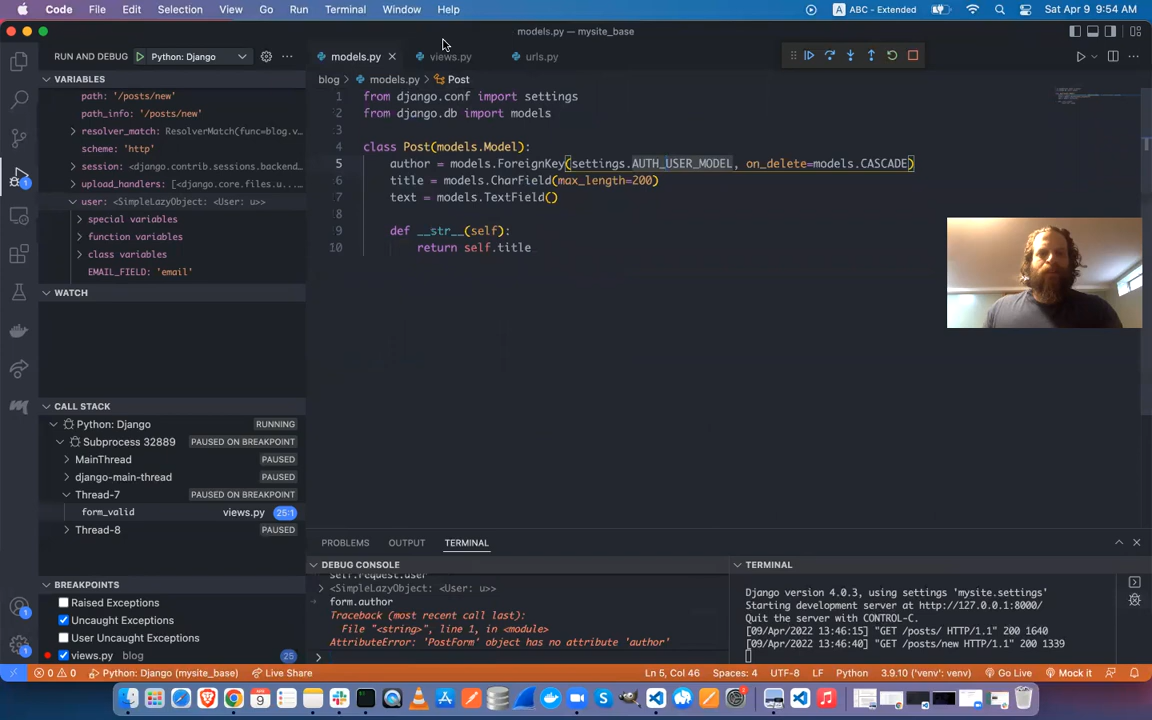 Code File Edit Selection View Go Run Terminal Window Help
A ABC - Extended Sat Apr 9 9:54 AM
models.py — mysite_base
RUN AND DEBUG Python: Django
models.py views.py urls.py
VARIABLES
blog > models.py > Post
path: '/posts/new'
path_info: '/posts/new'
resolver_match: ResolverMatch(func=blog.v...
scheme: 'http'
session: <django.contrib.sessions.backend...
upload_handlers: [<django.core.files.u...
user: <SimpleLazyObject: <User: u>>
special variables
function variables
class variables
EMAIL_FIELD: 'email'
1 from django.conf import settings
2 from django.db import models
3
4 class Post(models.Model):
5 author = models.ForeignKey(settings.AUTH_USER_MODEL, on_delete=models.CASCADE)
6 title = models.CharField(max_length=200)
7 text = models.TextField()
8
9 def __str__(self):
10 return self.title
WATCH
CALL STACK
Python: Django RUNNING
Subprocess 32889 PAUSED ON BREAKPOINT
MainThread PAUSED
django-main-thread PAUSED
Thread-7 PAUSED ON BREAKPOINT
form_valid views.py 25:1
Thread-8 PAUSED
BREAKPOINTS
Raised Exceptions
Uncaught Exceptions
User Uncaught Exceptions
views.py blog 25
1
1
1
PROBLEMS OUTPUT TERMINAL
DEBUG CONSOLE
self.request.user
<SimpleLazyObject: <User: u>>
form.author
Traceback (most recent call last):
File "<string>", line 1, in <module>
AttributeError: 'PostForm' object has no attribute 'author'
TERMINAL
Django version 4.0.3, using settings 'mysite.settings'
Starting development server at http://127.0.0.1:8000/
Quit the server with CONTROL-C.
[09/Apr/2022 13:46:15] "GET /posts/ HTTP/1.1" 200 1640
[09/Apr/2022 13:46:40] "GET /posts/new HTTP/1.1" 200 1339
0 0 Python: Django (mysite_base) Live Share Ln 5, Col 46 Spaces: 4 UTF-8 LF Python 3.9.10 ('venv': venv) Go Live Mock it